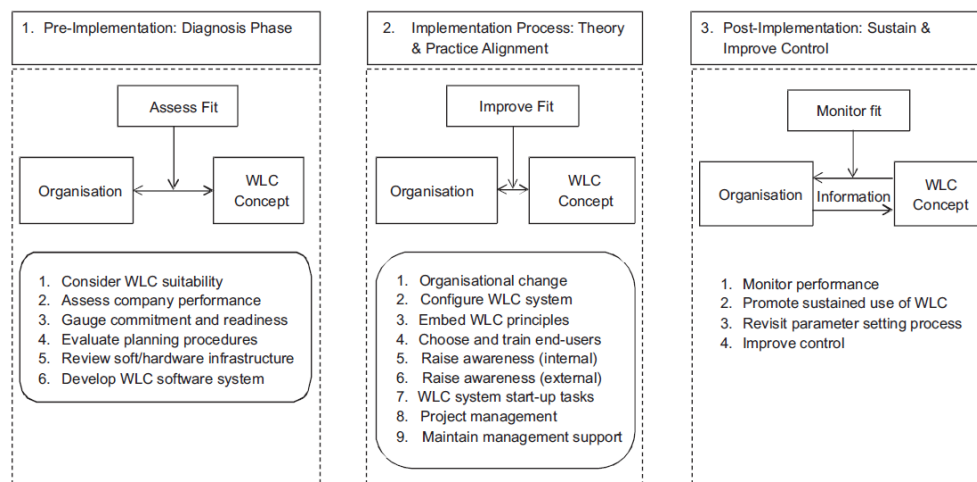 1. Pre-Implementation: Diagnosis Phase
Assess Fit
Organisation
WLC
Concept
1. Consider WLC suitability
2. Assess company performance
3. Gauge commitment and readiness
4. Evaluate planning procedures
5. Review soft/hardware infrastructure
6. Develop WLC software system
2. Implementation Process: Theory
& Practice Alignment
Improve Fit
Organisation
WLC
Concept
1. Organisational change
2. Configure WLC system
3. Embed WLC principles
4. Choose and train end-users
5. Raise awareness (internal)
6. Raise awareness (external)
7. WLC system start-up tasks
8. Project management
9. Maintain management support
3. Post-Implementation: Sustain &
Improve Control
Monitor fit
Organisation
Information
WLC
Concept
1. Monitor performance
2. Promote sustained use of WLC
3. Revisit parameter setting process
4. Improve control